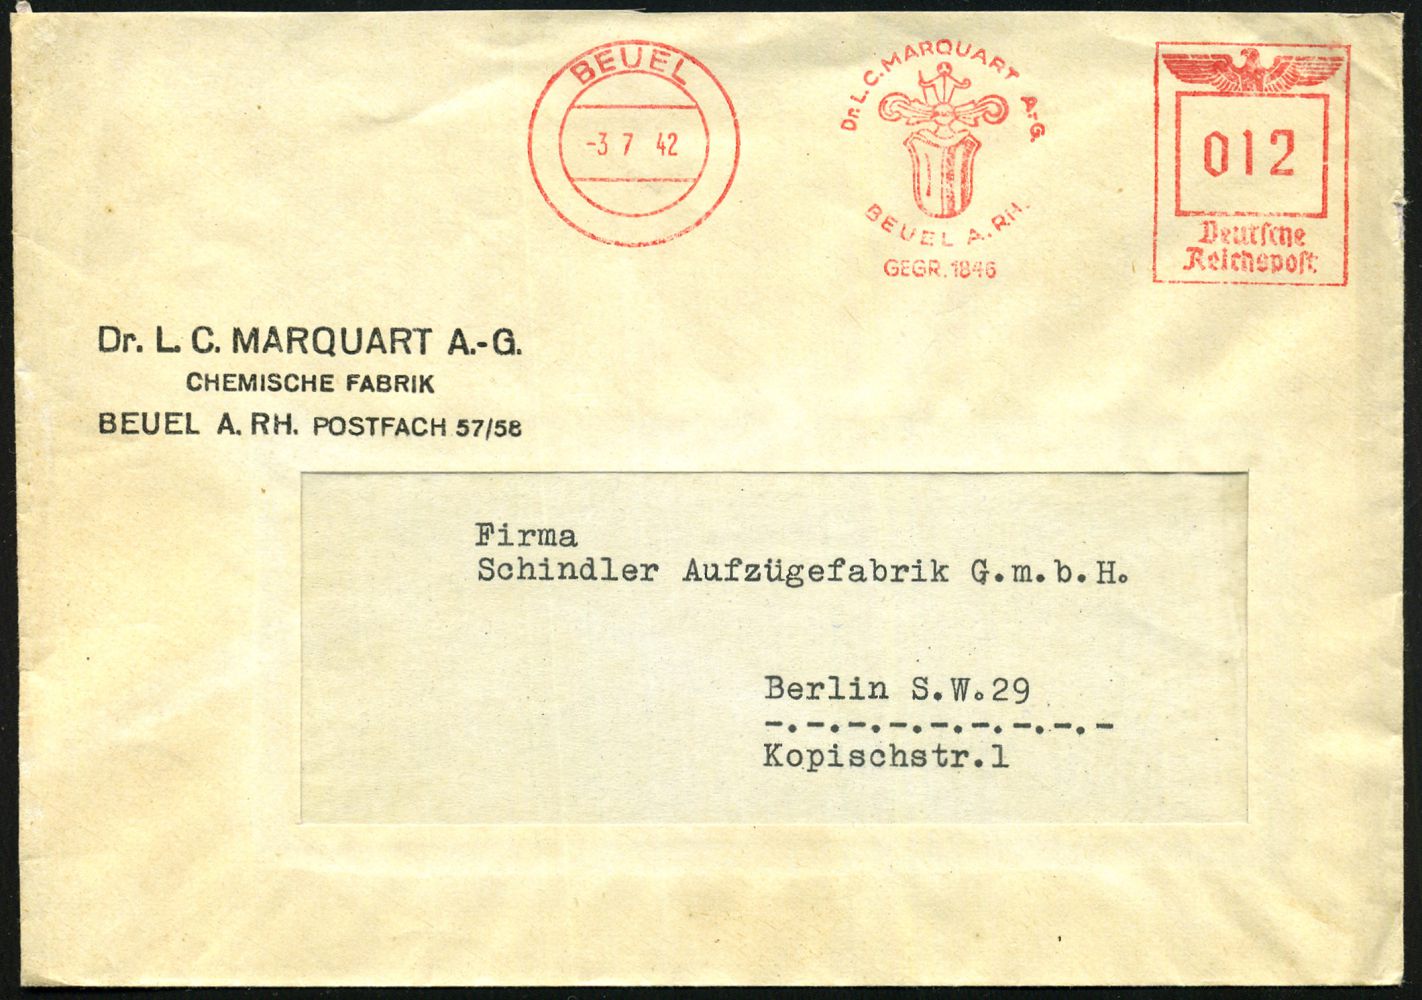 BEUEL
-3 7 42
Dr. L. C. MARQUART A.-G.
BEUEL A. RH.
GEGR. 1846
012
Deutsche
Reichspost
Dr. L. C. MARQUART A.-G.
CHEMISCHE FABRIK
BEUEL A. RH. POSTFACH 57/58
Firma
Schindler Aufzügefabrik G.m.b.H.
Berlin S.W.29
-.-.-.-.-.-.-.-.-
Kopischstr.1